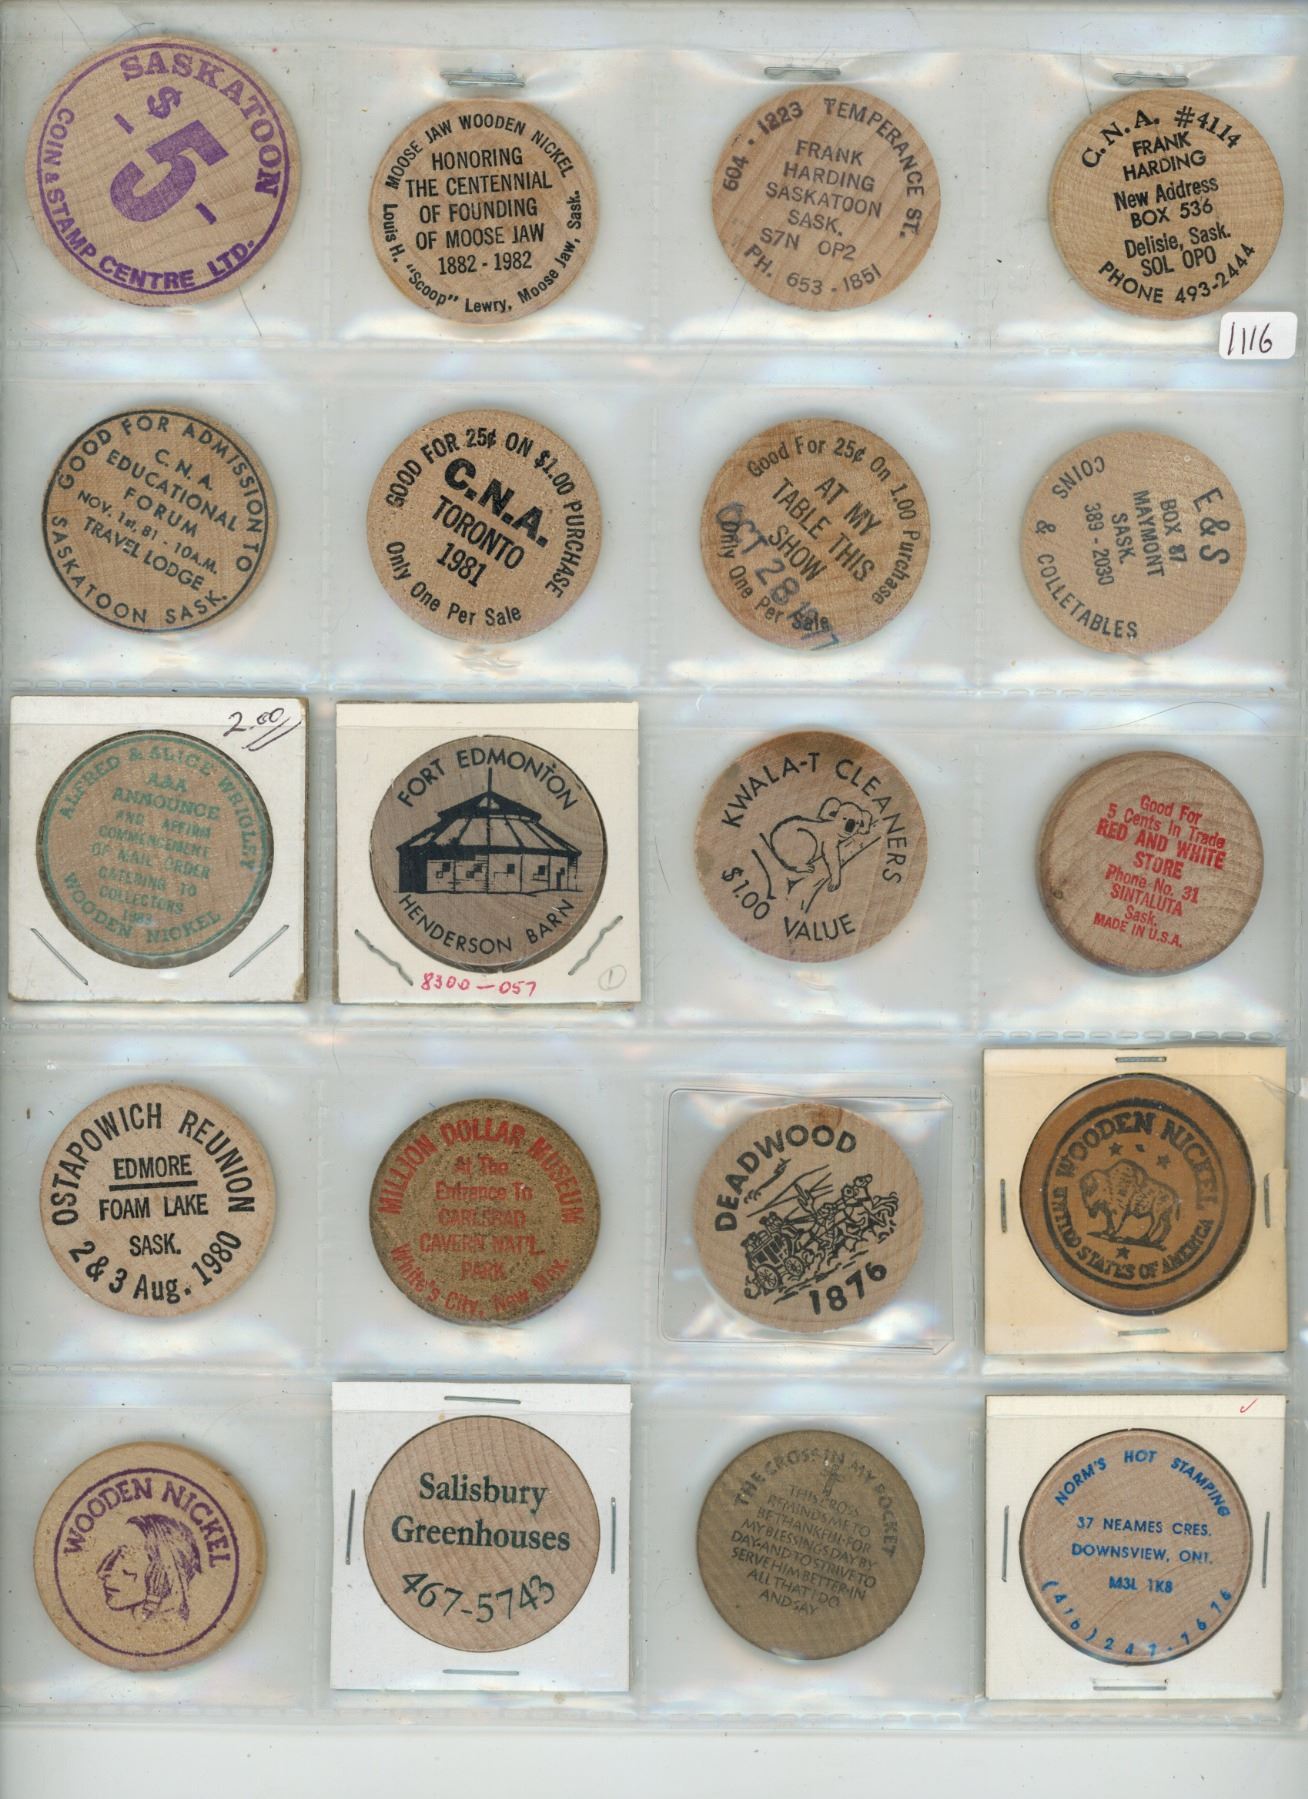 SASKATOON
$
- 5 -
COIN & STAMP CENTRE LTD.
MOOSE JAW WOODEN NICKEL
HONORING
THE CENTENNIAL
OF FOUNDING
OF MOOSE JAW
1882 - 1982
Louis H. "Scoop" Lewry, Moose Jaw, Sask.
604 - 1223 TEMPERANCE ST.
FRANK
HARDING
SASKATOON
SASK.
S7N OP2
PH. 653 - 1851
C.N.A. #4114
FRANK
HARDING
New Address
BOX 536
Delisle, Sask.
SOL OPO
PHONE 493-2444
1116
GOOD FOR ADMISSION TO
C.N.A.
EDUCATIONAL
FORUM
NOV. 1st. 81 - 10A.M.
TRAVEL LODGE
SASKATOON SASK.
GOOD FOR 25¢ ON $1.00 PURCHASE
C.N.A.
TORONTO
1981
Only One Per Sale
Good For 25¢ On 1.00 Purchase
AT MY
TABLE THIS
SHOW
OCT 28 1977
Only One Per Sale
E & S
BOX 87
MAYMONT
SASK
389 - 2030
COINS & COLLETABLES
2.00
ALFRED & ALICE WRIGLEY
A&A
ANNOUNCE
AND AFFIRM
COMMENCEMENT
OF MAIL ORDER
CATERING TO
COLLECTORS
1983
WOODEN NICKEL
FORT EDMONTON
HENDERSON BARN
8300-057
1
KWALA-T CLEANERS
$1.00 VALUE
Good For
5 Cents In Trade
RED AND WHITE
STORE
Phone No. 31
SINTALUTA
Sask.
MADE IN U.S.A.
OSTAPOWICH REUNION
EDMORE
FOAM LAKE
SASK.
2 & 3 Aug. 1980
MILLION DOLLAR MUSEUM
At The
Entrance To
CARLSBAD
CAVERN NAT'L.
PARK
White's City, New Mex.
DEADWOOD
1876
WOODEN NICKEL
UNITED STATES OF AMERICA
WOODEN NICKEL
Salisbury
Greenhouses
467-5743
THE CROSS IN MY POCKET
THIS CROSS
REMINDS ME TO
BE THANKFUL·FOR
MY BLESSINGS DAY BY
DAY·AND·TO STRIVE TO
SERVE HIM BETTER·IN
ALL THAT I DO
AND SAY
NORM'S HOT STAMPING
37 NEAMES CRES.
DOWNSVIEW, ONT.
M3L 1K8
(416) 247-7676